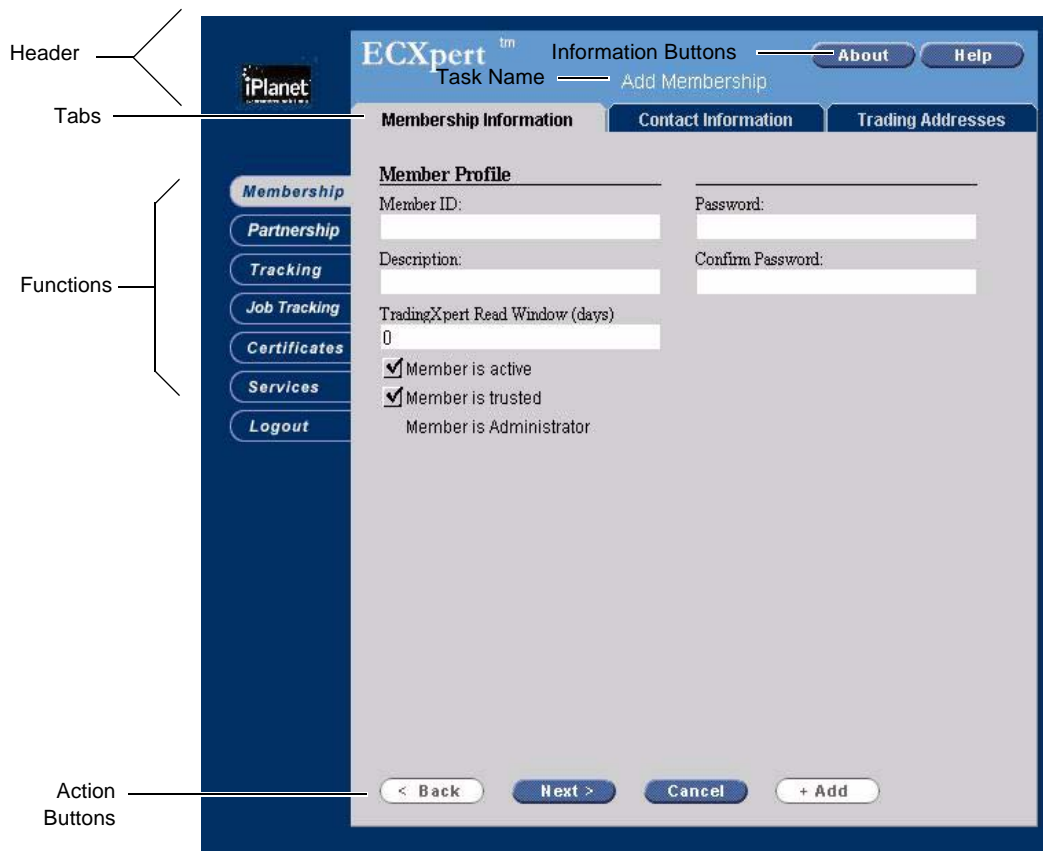 Header
ECXpert tm
Information Buttons
About
Help
Task Name
Add Membership
iPlanet
Tabs
Membership Information
Contact Information
Trading Addresses
Member Profile
Functions
Membership
Partnership
Tracking
Job Tracking
Certificates
Services
Logout
Member ID:
Password:
Description:
Confirm Password:
TradingXpert Read Window (days)
0
Member is active
Member is trusted
Member is Administrator
Action
Buttons
< Back
Next >
Cancel
+ Add